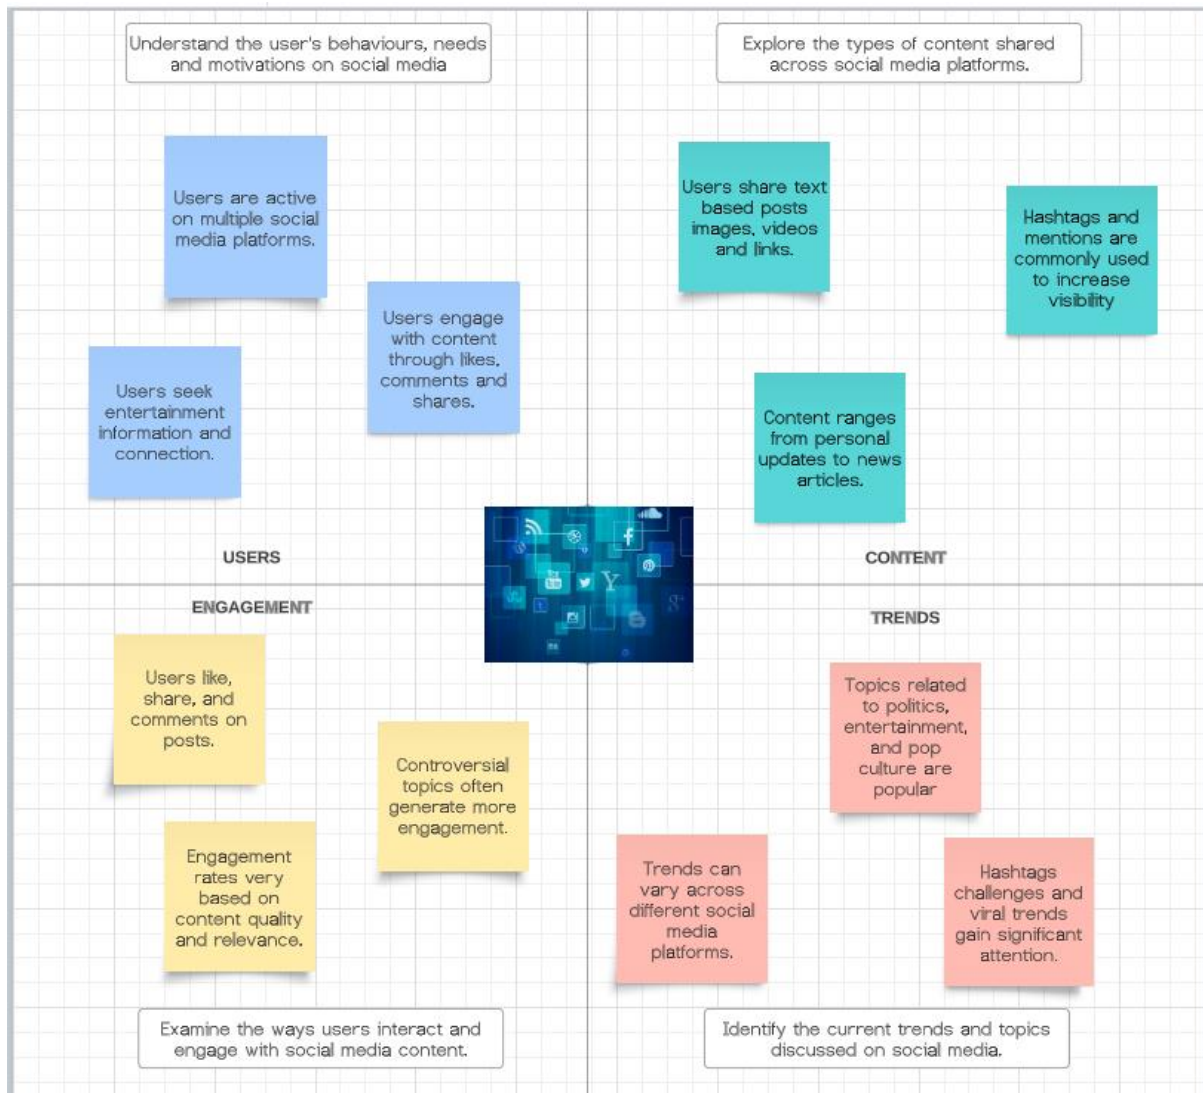 Understand the user's behaviours, needs
and motivations on social media
Explore the types of content shared
across social media platforms.
Users are active
on multiple social
media platforms.
Users engage
with content
through likes,
comments and
shares.
Users seek
entertainment
information and
connection.
USERS
Users share text
based posts
images, videos
and links.
Hashtags and
mentions are
commonly used
to increase
visibility
Content ranges
from personal
updates to news
articles.
CONTENT
ENGAGEMENT
Users like,
share, and
comments on
posts.
Controversial
topics often
generate more
engagement.
Engagement
rates very
based on
content quality
and relevance.
Examine the ways users interact and
engage with social media content.
TRENDS
Topics related
to politics,
entertainment,
and pop
culture are
popular
Trends can
vary across
different social
media
platforms.
Hashtags
challenges and
viral trends
gain significant
attention.
Identify the current trends and topics
discussed on social media.